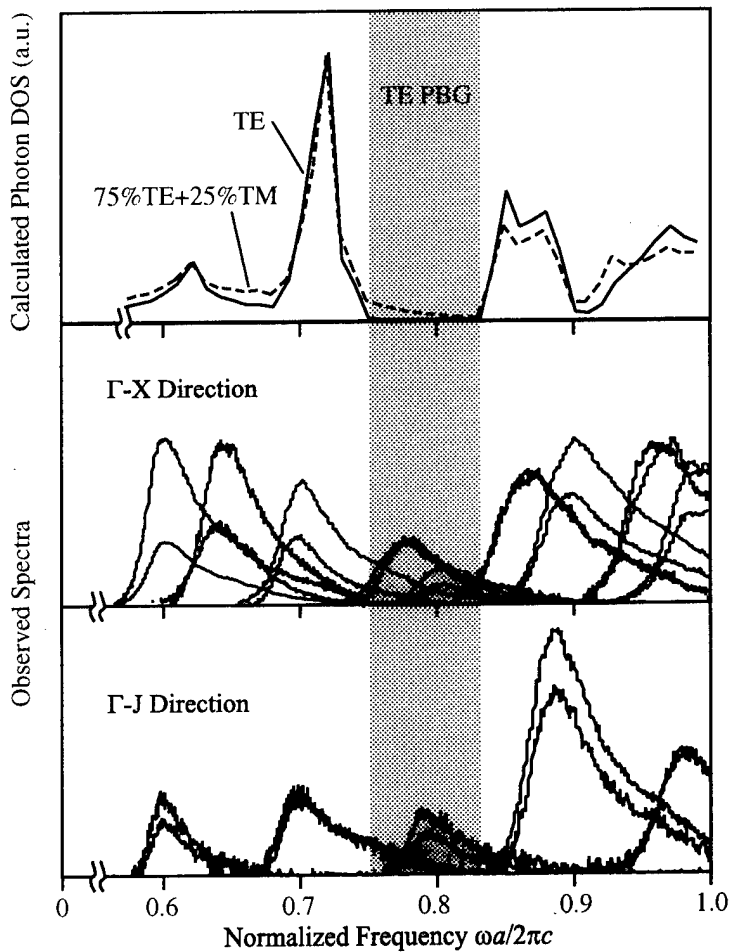 Calculated Photon DOS (a.u.)
TE PBG
TE
75%TE+25%TM
Observed Spectra
Γ-X Direction
Γ-J Direction
0 0.6 0.7 0.8 0.9 1.0
Normalized Frequency ωa/2πc